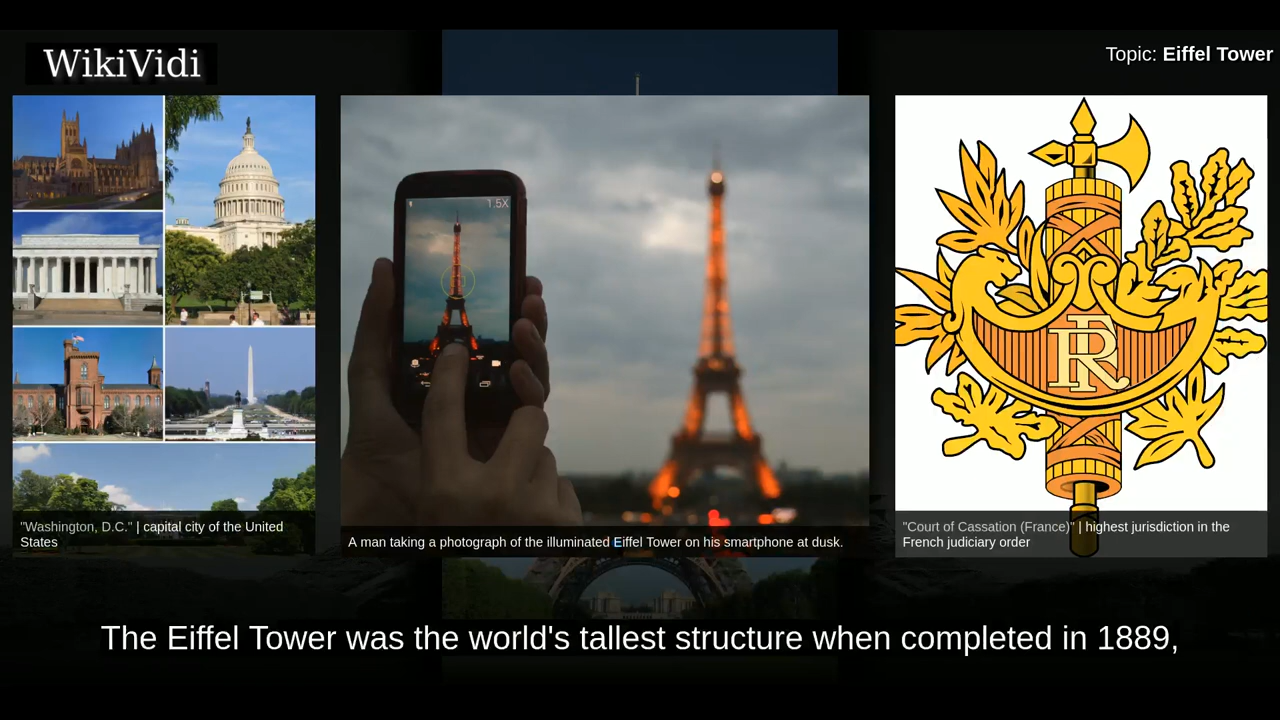 WikiVidi
Topic: Eiffel Tower
1.5X
RF
"Washington, D.C." | capital city of the United
States
A man taking a photograph of the illuminated Eiffel Tower on his smartphone at dusk.
"Court of Cassation (France)" | highest jurisdiction in the
French judiciary order
The Eiffel Tower was the world's tallest structure when completed in 1889,